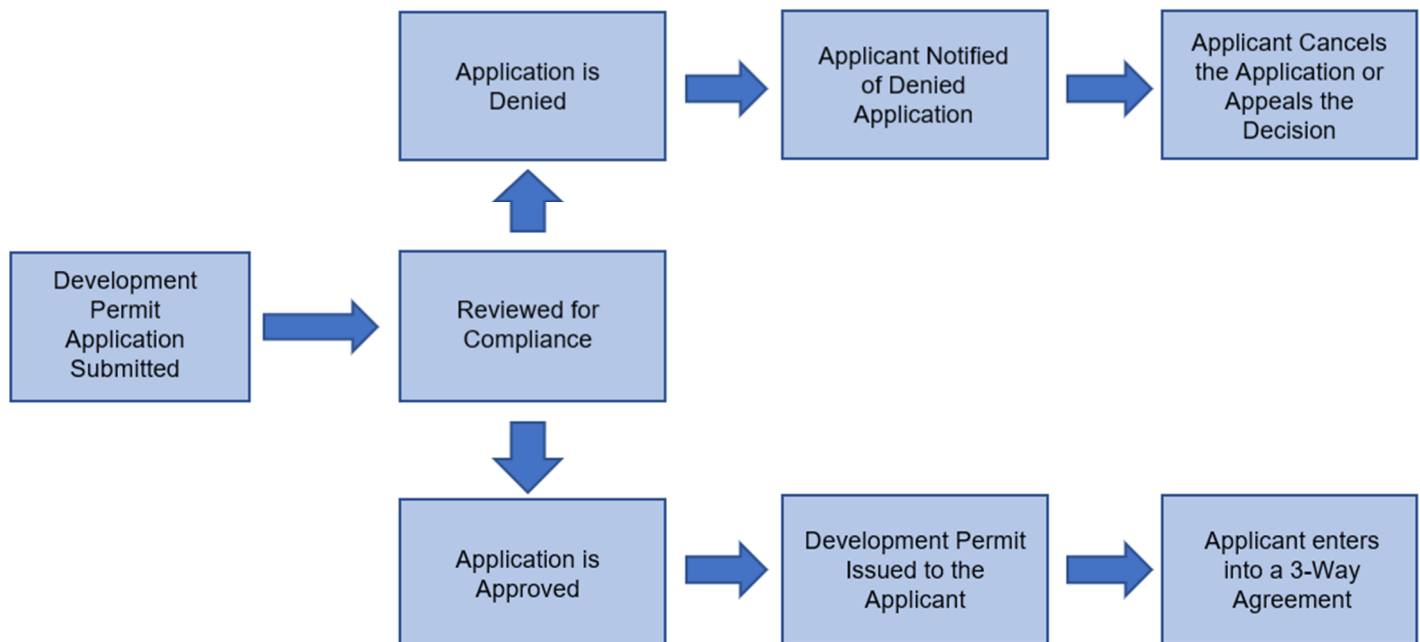 Application is
Denied
Applicant Notified
of Denied
Application
Applicant Cancels
the Application or
Appeals the
Decision
Development
Permit
Application
Submitted
Reviewed for
Compliance
Application is
Approved
Development Permit
Issued to the
Applicant
Applicant enters
into a 3-Way
Agreement